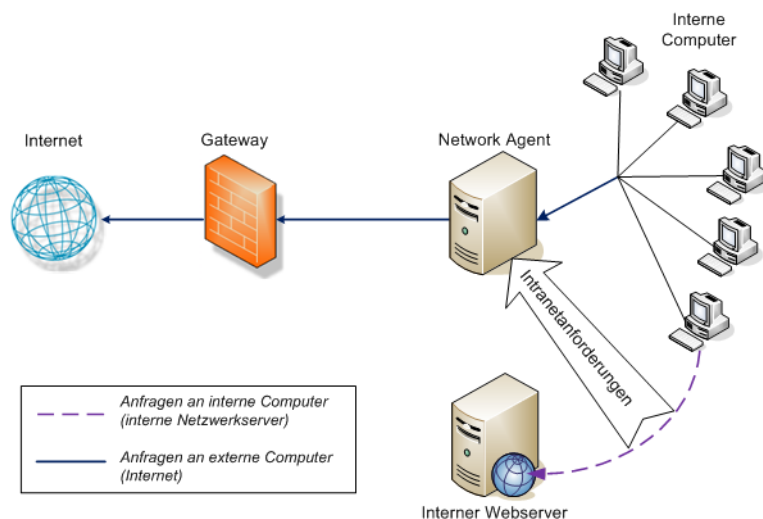 Interne
Computer
Internet
Gateway
Network Agent
Intranetanforderungen
Anfragen an interne Computer
(interne Netzwerkserver)
Anfragen an externe Computer
(Internet)
Interner Webserver